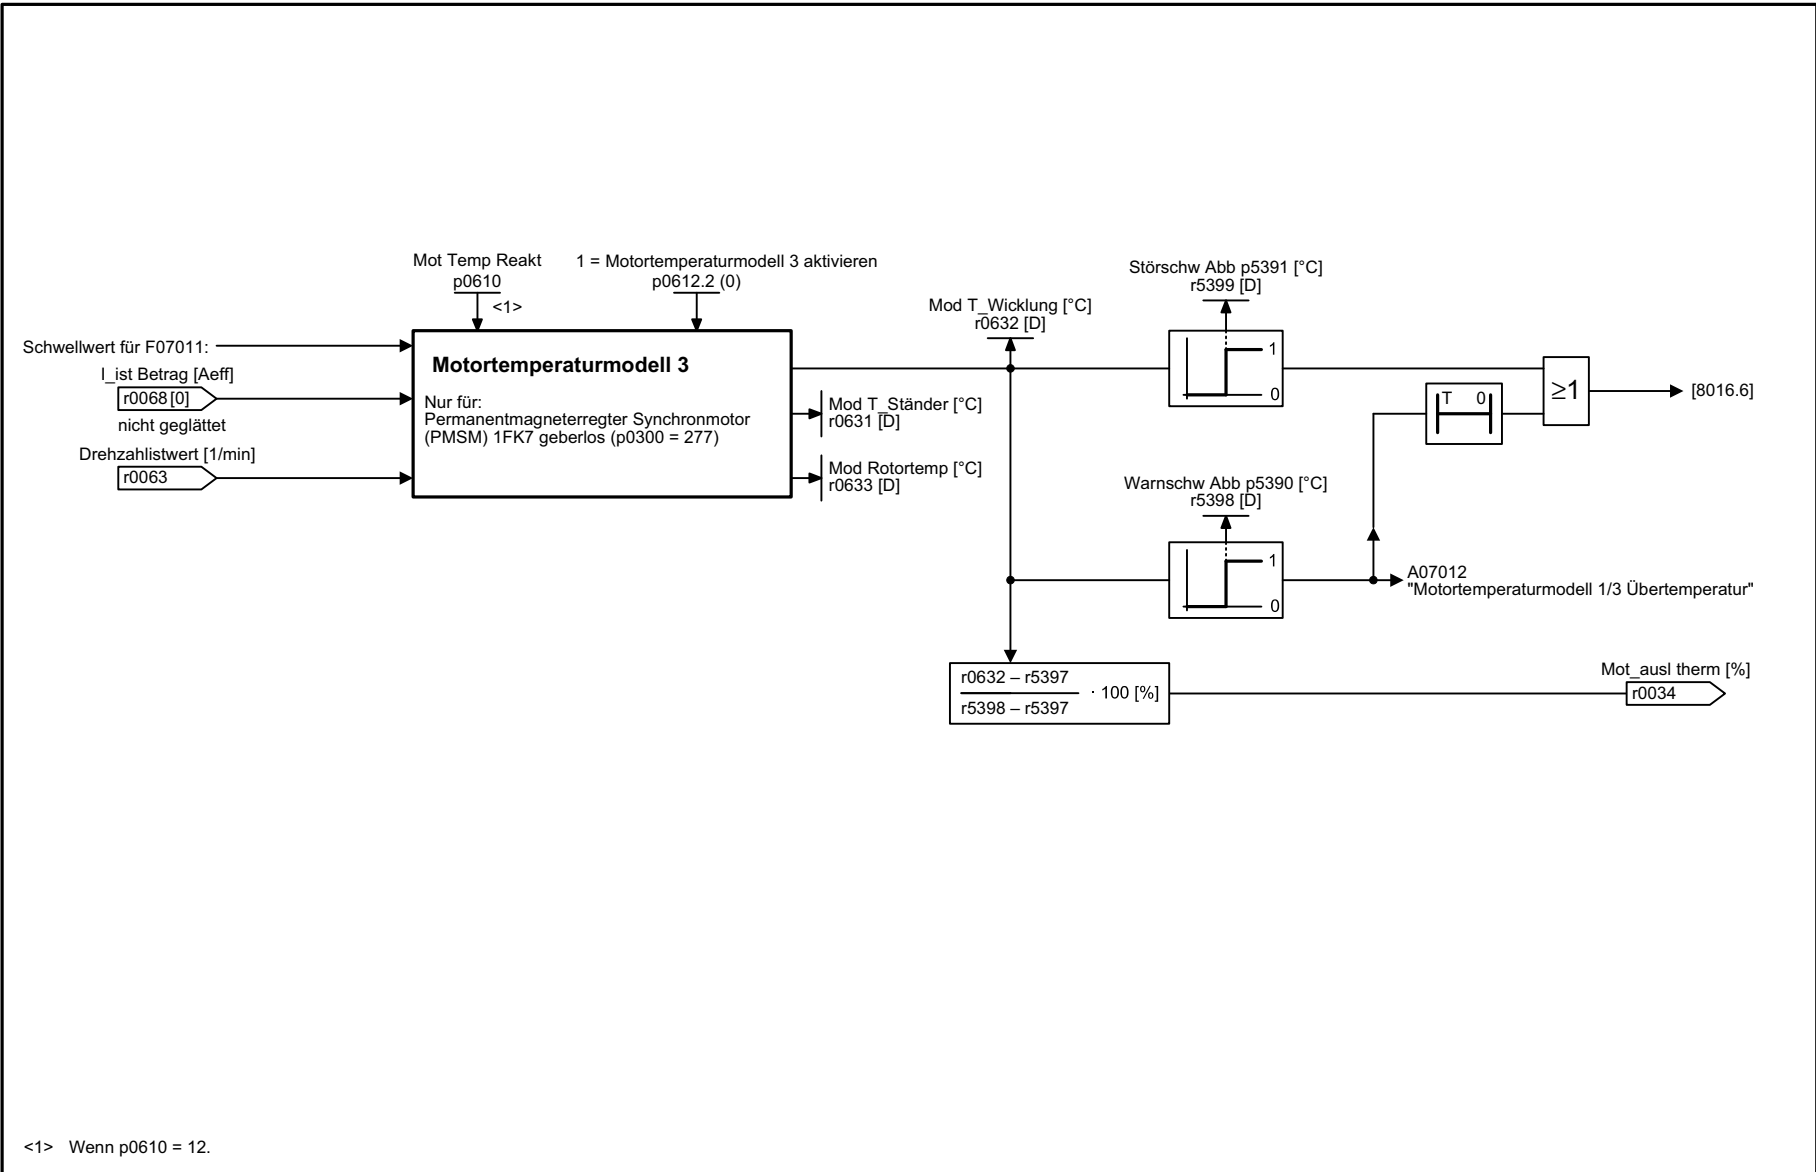 Mot Temp Reakt
p0610
<1>
1 = Motortemperaturmodell 3 aktivieren
p0612.2 (0)
Schwellwert für F07011:
I_ist Betrag [Aeff]
r0068[0]
nicht geglättet
Drehzahlistwert [1/min]
r0063
Motortemperaturmodell 3
Nur für:
Permanentmagneterregter Synchronmotor
(PMSM) 1FK7 geberlos (p0300 = 277)
Mod T_Wicklung [°C]
r0632 [D]
Mod T_Ständer [°C]
r0631 [D]
Mod Rotortemp [°C]
r0633 [D]
Störschw Abb p5391 [°C]
r5399 [D]
1
0
Warnschw Abb p5390 [°C]
r5398 [D]
1
0
T 0
≥1
[8016.6]
A07012
"Motortemperaturmodell 1/3 Übertemperatur"
r0632 – r5397
r5398 – r5397
· 100 [%]
Mot_ausl therm [%]
r0034
<1> Wenn p0610 = 12.